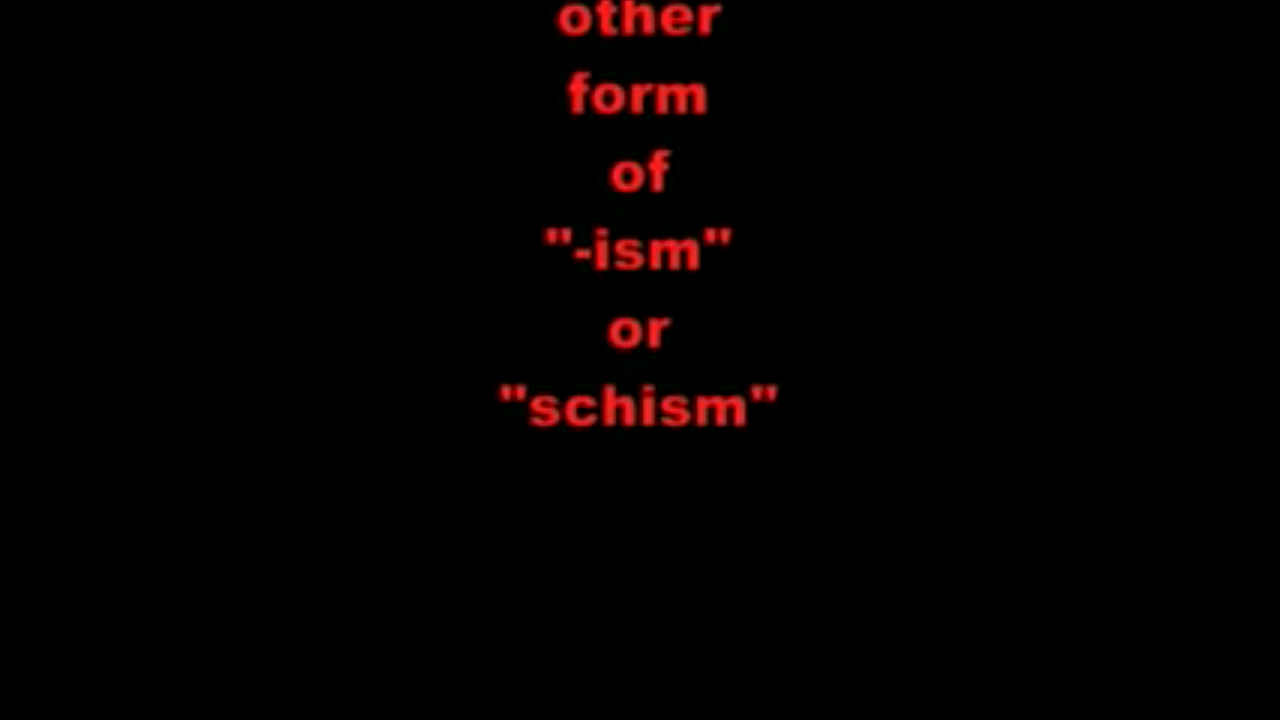 other
form
of
"-ism"
or
"schism"